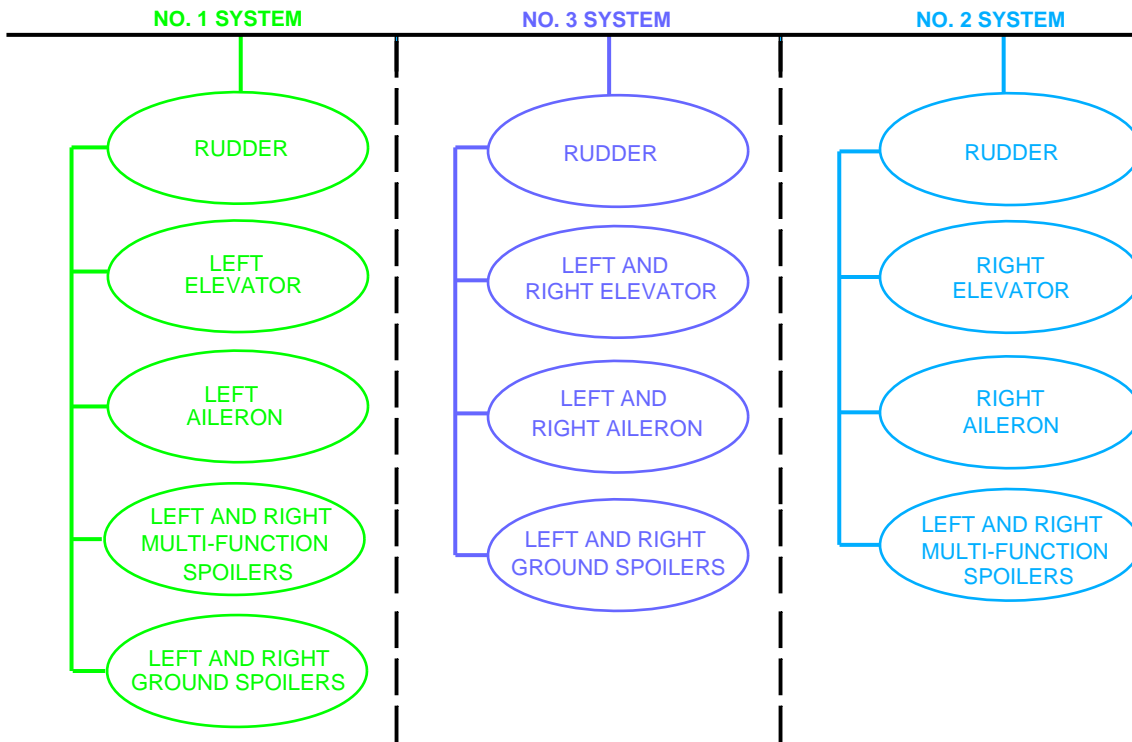 NO. 1 SYSTEM
RUDDER
LEFT
ELEVATOR
LEFT
AILERON
LEFT AND RIGHT
MULTI-FUNCTION
SPOILERS
LEFT AND RIGHT
GROUND SPOILERS
NO. 3 SYSTEM
RUDDER
LEFT AND
RIGHT ELEVATOR
LEFT AND
RIGHT AILERON
LEFT AND RIGHT
GROUND SPOILERS
NO. 2 SYSTEM
RUDDER
RIGHT
ELEVATOR
RIGHT
AILERON
LEFT AND RIGHT
MULTI-FUNCTION
SPOILERS